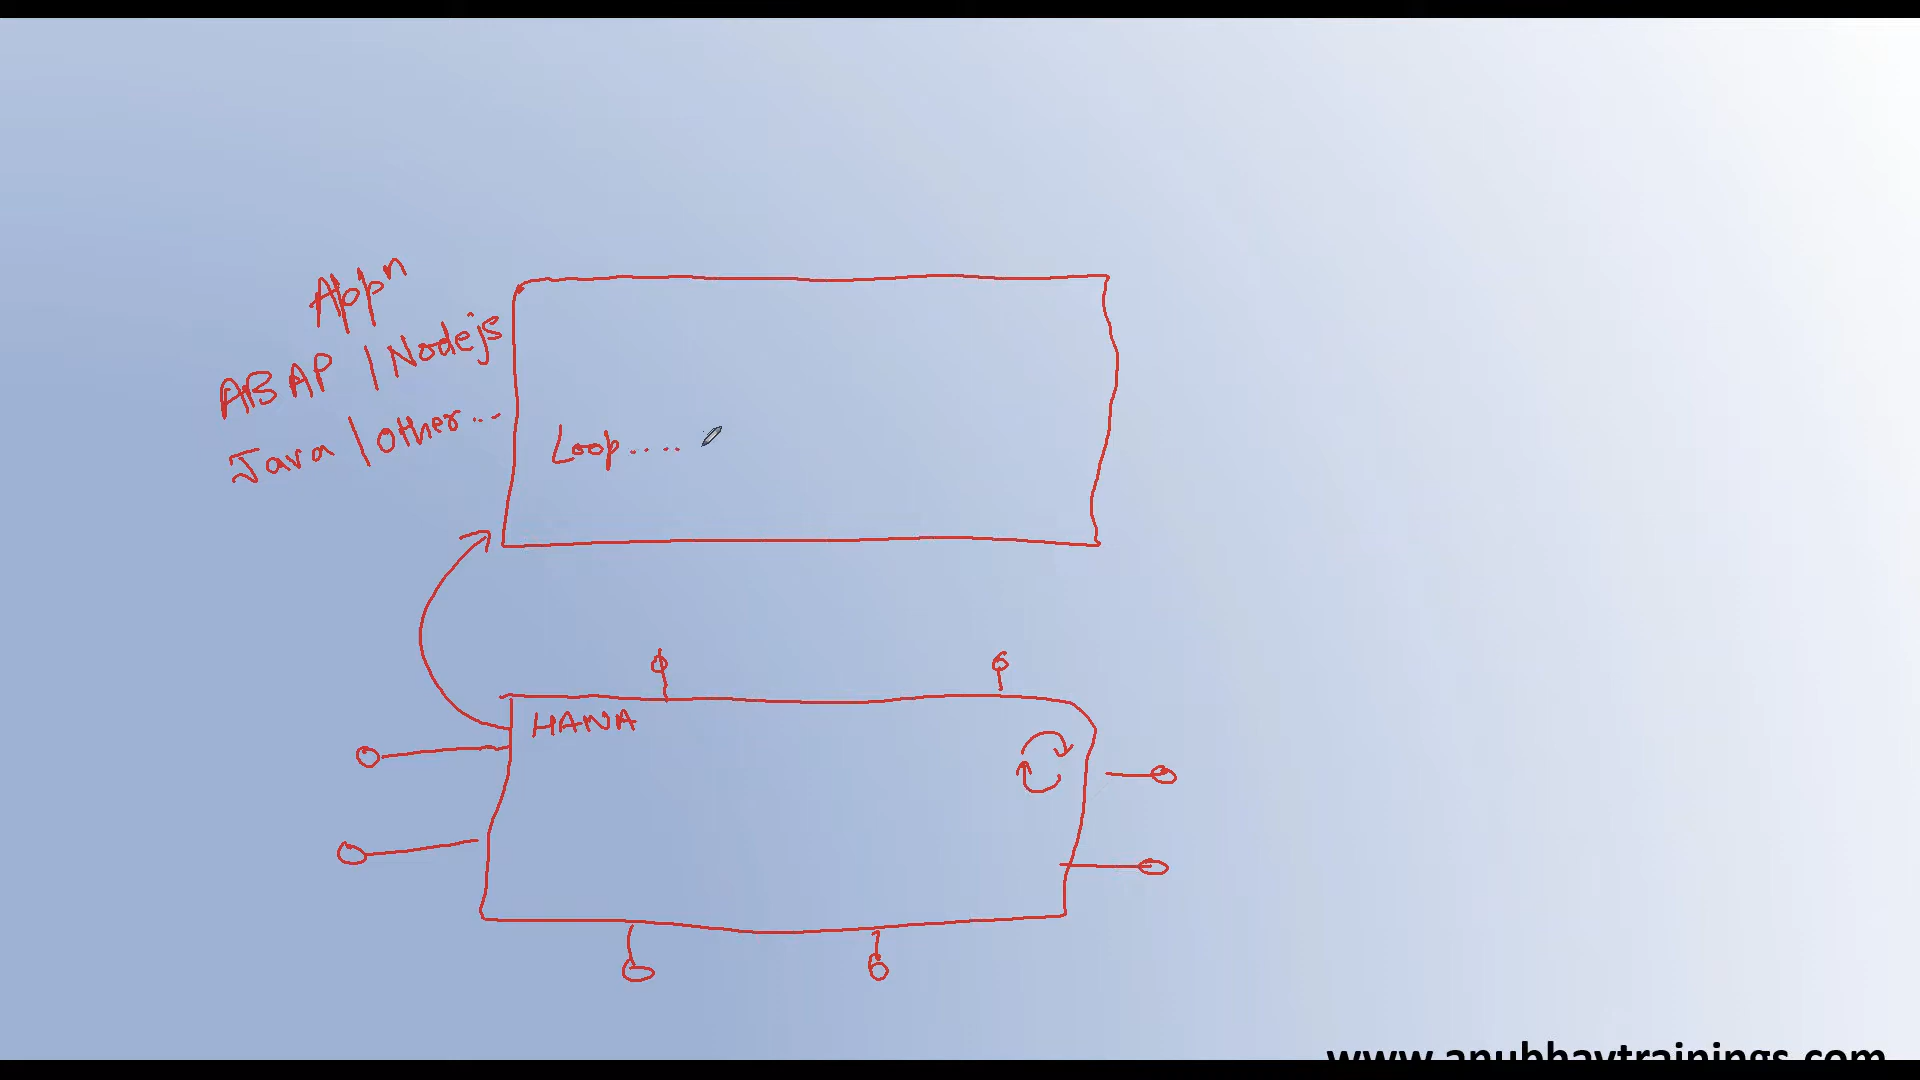 Appn
ABAP | Nodejs
Java | Other...
Loop....
HANA
www.anubhavtrainings.com